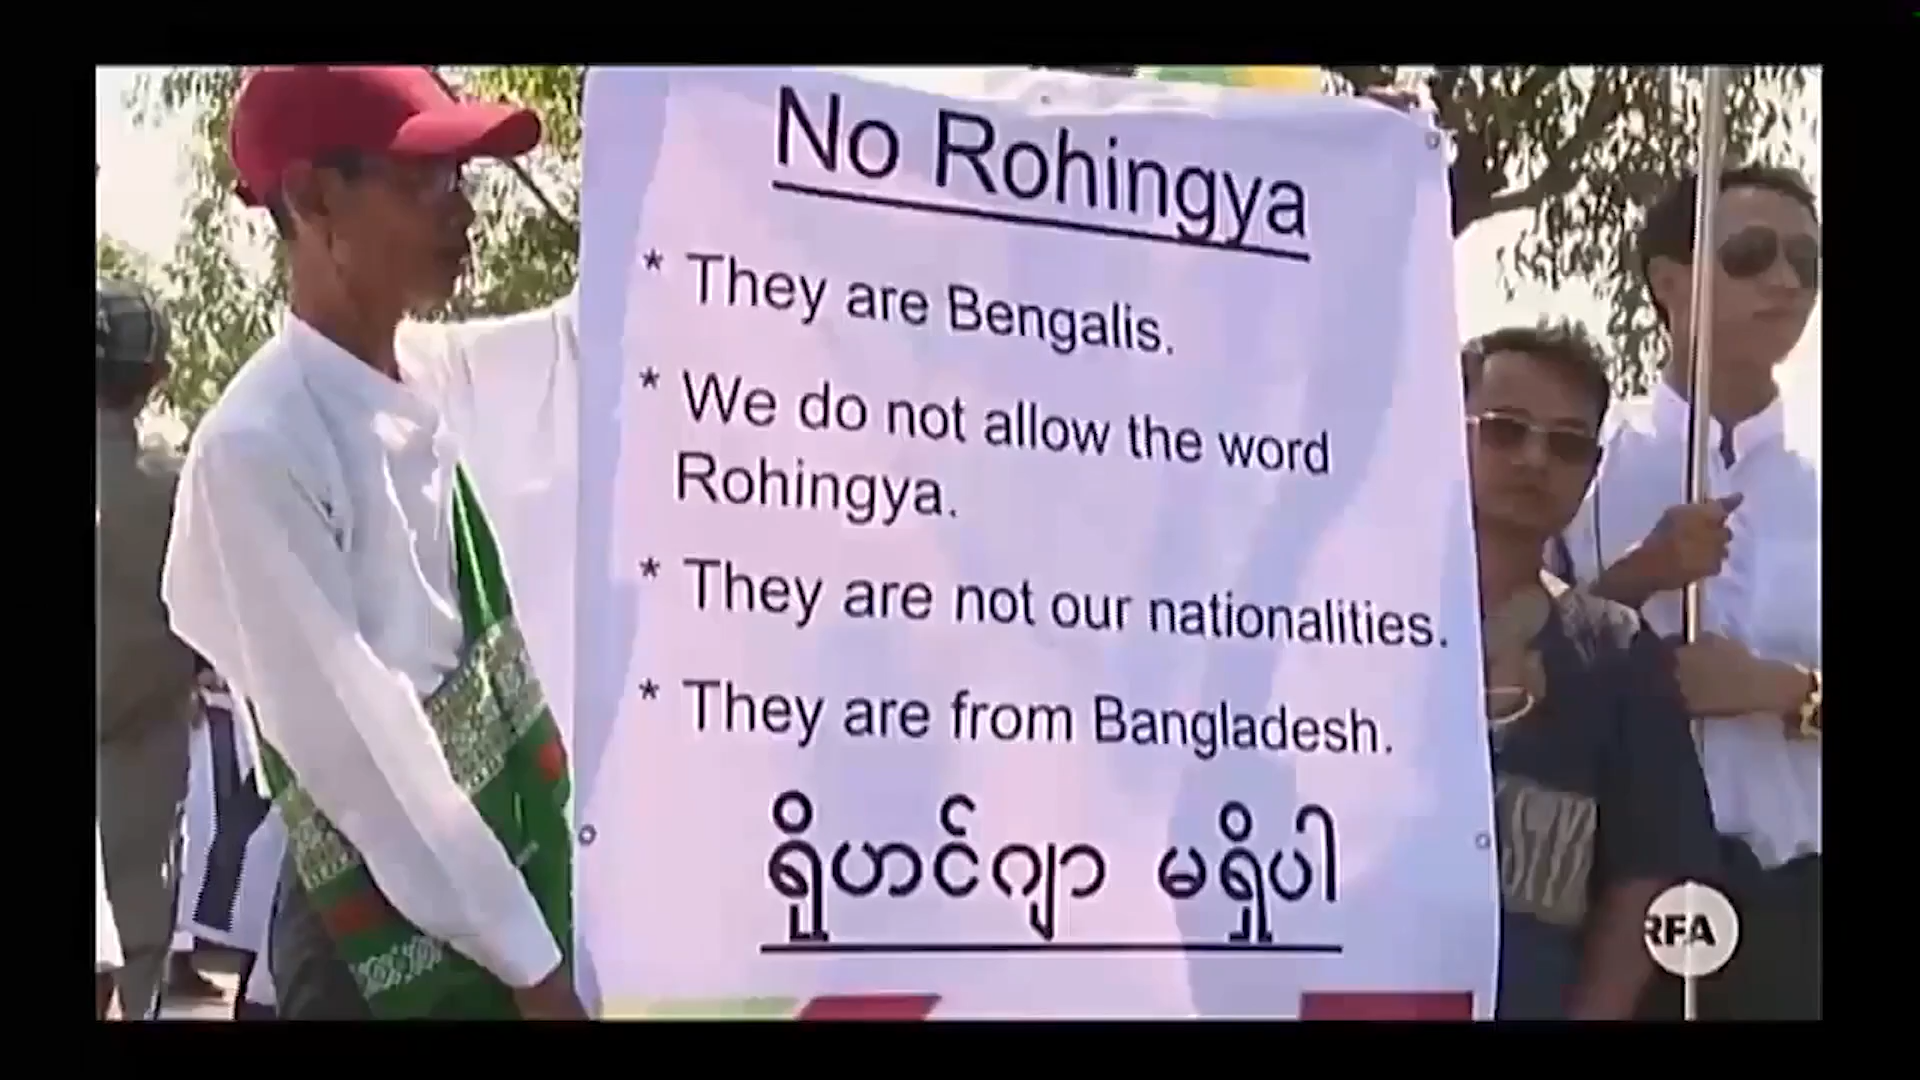 No Rohingya
* They are Bengalis.
* We do not allow the word
Rohingya.
* They are not our nationalities.
* They are from Bangladesh.
ရှိုဟင်ဂျာ မရှိပါ
RFA